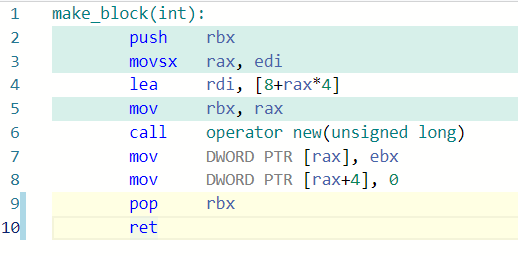 1 make_block(int):
2 push rbx
3 movsx rax, edi
4 lea rdi, [8+rax*4]
5 mov rbx, rax
6 call operator new(unsigned long)
7 mov DWORD PTR [rax], ebx
8 mov DWORD PTR [rax+4], 0
9 pop rbx
10 ret